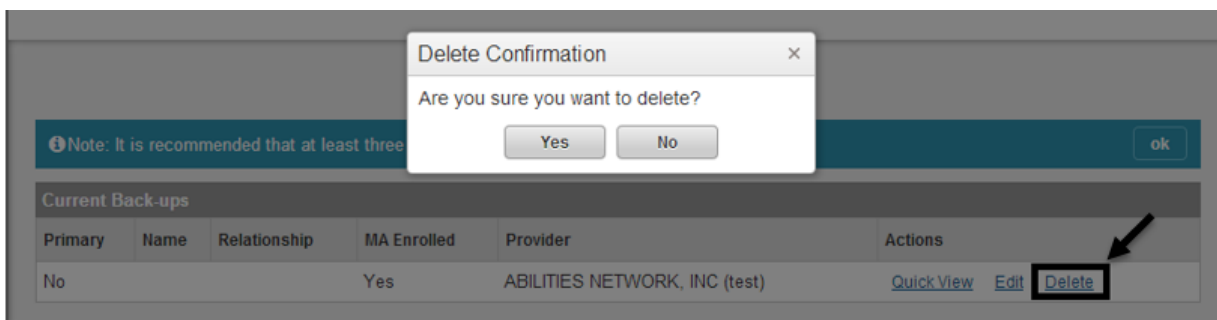 Delete Confirmation ×
Are you sure you want to delete?
Yes No
Note: It is recommended that at least three ok
Current Back-ups
Primary Name Relationship MA Enrolled Provider Actions
No Yes ABILITIES NETWORK, INC (test) Quick View Edit Delete